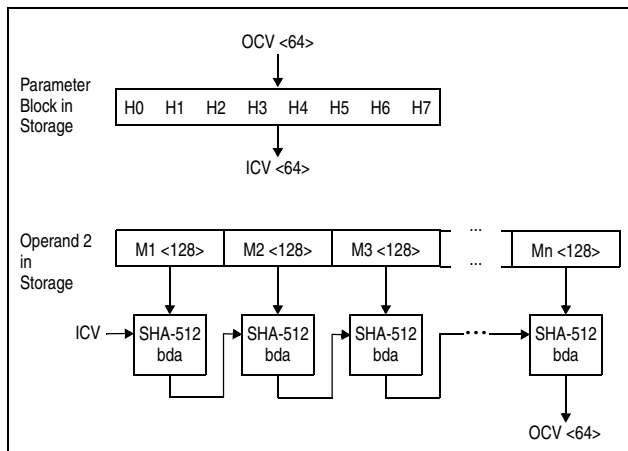 OCV <64>
Parameter
Block in
Storage
H0 H1 H2 H3 H4 H5 H6 H7
ICV <64>
Operand 2
in
Storage
M1 <128> M2 <128> M3 <128> ... ... Mn <128>
ICV
SHA-512
bda
SHA-512
bda
SHA-512
bda
...
SHA-512
bda
OCV <64>